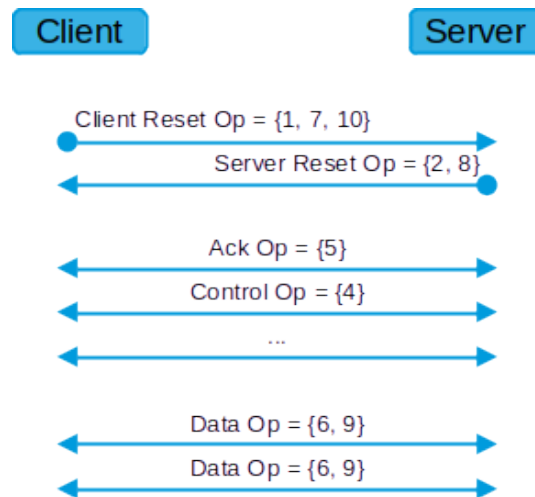 Client
Server
Client Reset Op = {1, 7, 10}
Server Reset Op = {2, 8}
Ack Op = {5}
Control Op = {4}
...
Data Op = {6, 9}
Data Op = {6, 9}